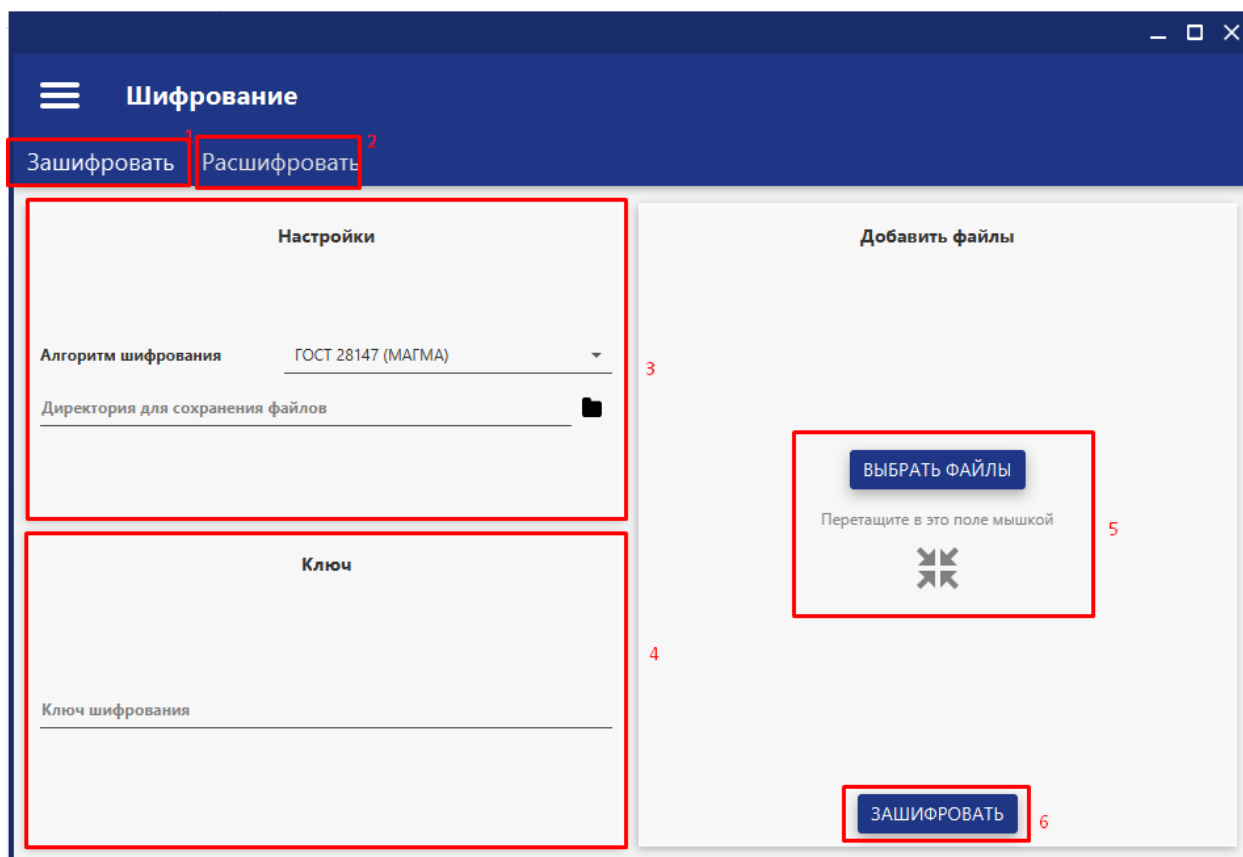 Шифрование
1
2
Зашифровать Расшифровать
Настройки
Алгоритм шифрования ГОСТ 28147 (МАГМА)
3
Директория для сохранения файлов
Ключ
4
Ключ шифрования
Добавить файлы
ВЫБРАТЬ ФАЙЛЫ
Перетащите в это поле мышкой
5
ЗАШИФРОВАТЬ
6